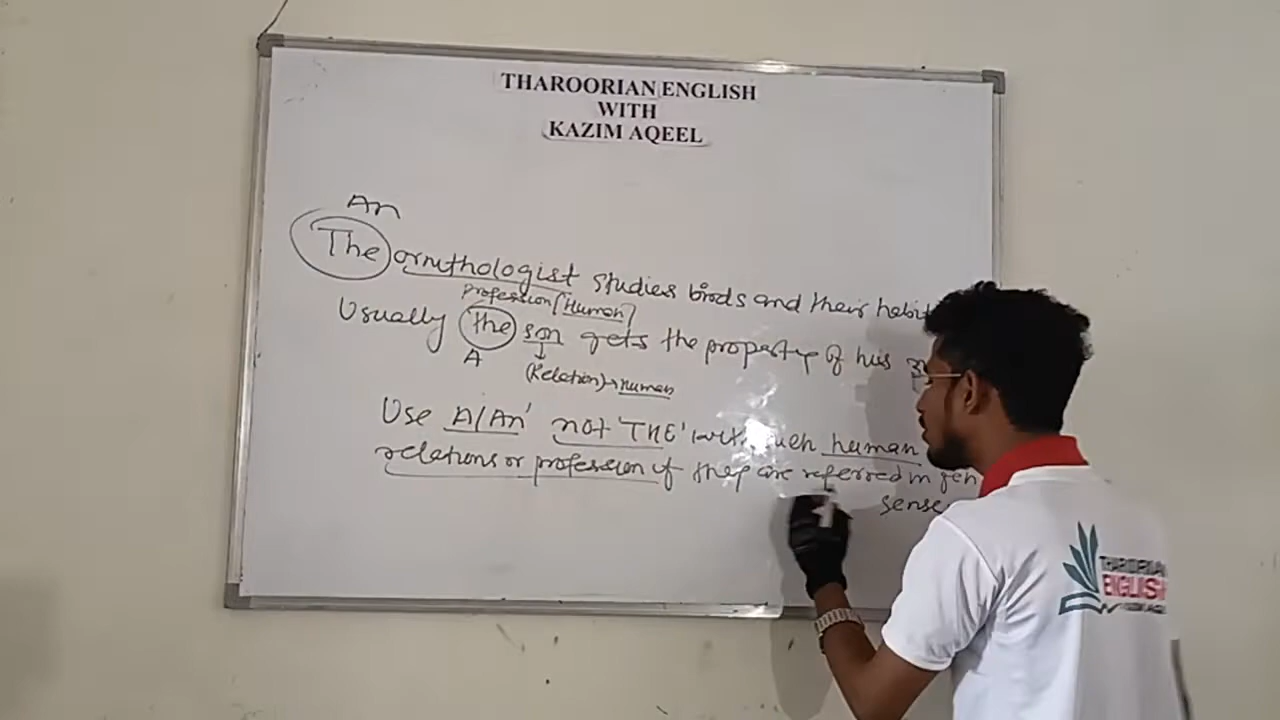 THAROORIAN ENGLISH
WITH
KAZIM AQEEL
An
The ornithologist studies birds and their habit
Profession (Human)
Usually the son gets the property of his
A
(Relation)→Human
Use 'A/An' not 'THE' with such human
relations or profession if they are referred in gen
sense
THAROORIAN
ENGLISH